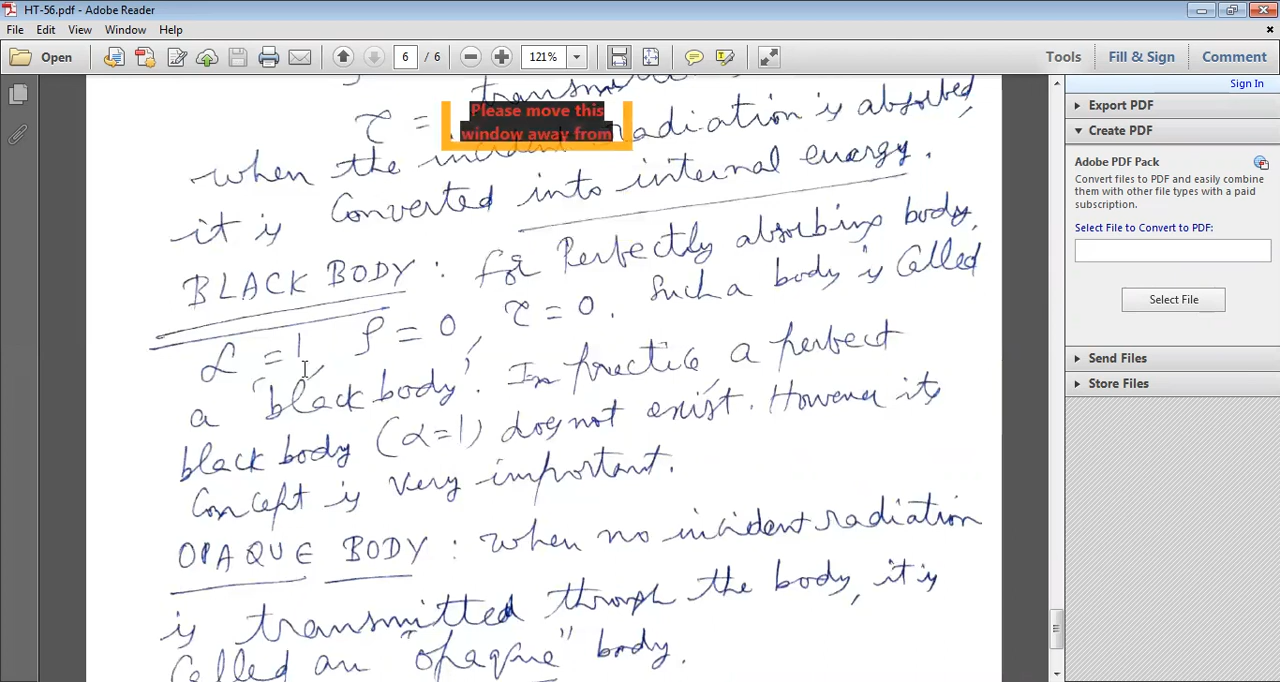 HT-56.pdf - Adobe Reader
File Edit View Window Help
Open 6 / 6 121% Tools Fill & Sign Comment
Sign In
Export PDF
Create PDF
Adobe PDF Pack
Convert files to PDF and easily combine
them with other file types with a paid
subscription.
Select File to Convert to PDF:
Select File
Send Files
Store Files
Please move this
window away from
τ = radiation is absorbed,
when the incident
it is Converted into internal energy.
BLACK BODY : for Perfectly absorbing body,
α = 1, ρ = 0, τ = 0. Such a body is Called
a 'black body'. In practice a perfect
black body (α=1) does not exist. However its
Concept is very important.
OPAQUE BODY : when no incident radiation
is transmitted through the body, it is
Called an "opaque" body.